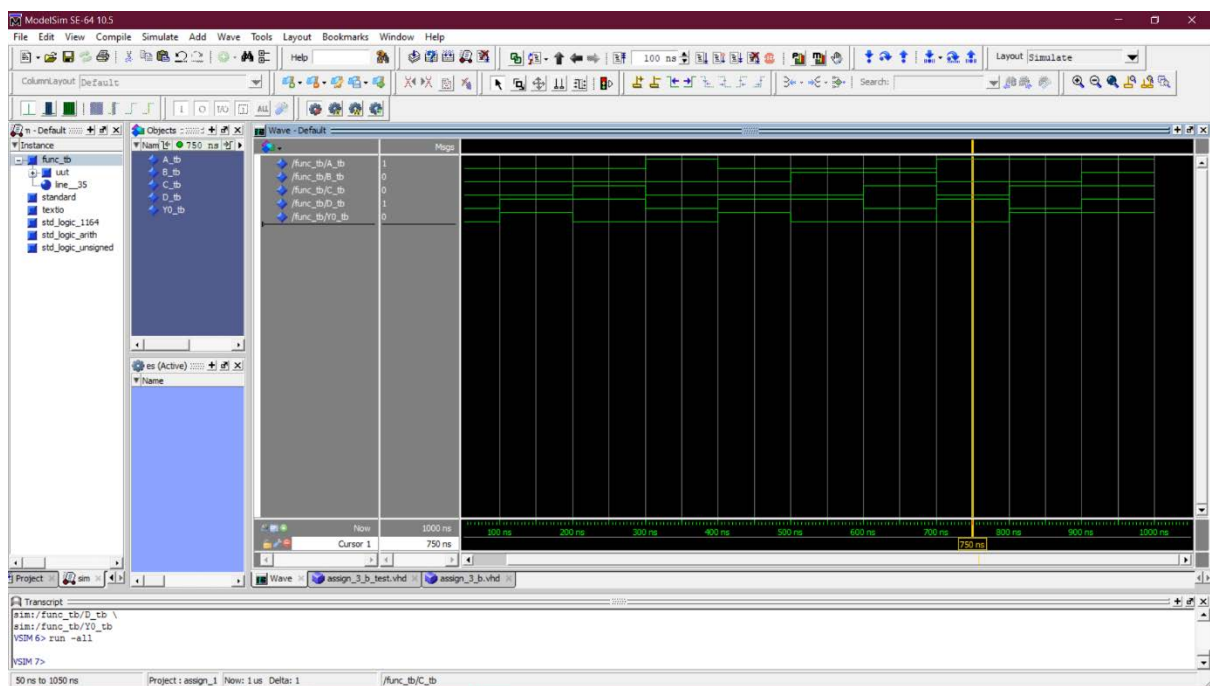 ModelSim SE-64 10.5
File Edit View Compile Simulate Add Wave Tools Layout Bookmarks Window Help
Help
100 ns
Layout Simulate
ColumnLayout Default
Search:
I O I/O ALL
- Default
Instance
func_tb
uut
line__35
standard
textio
std_logic_1164
std_logic_arith
std_logic_unsigned
Objects
Nam 750 ns
A_tb
B_tb
C_tb
D_tb
Y0_tb
es (Active)
Name
Wave - Default
Msgs
/func_tb/A_tb 1
/func_tb/B_tb 0
/func_tb/C_tb 0
/func_tb/D_tb 1
/func_tb/Y0_tb 0
Now 1000 ns
Cursor 1 750 ns
100 ns 200 ns 300 ns 400 ns 500 ns 600 ns 700 ns 800 ns 900 ns 1000 ns
750 ns
Project sim
Wave assign_3_b_test.vhd assign_3_b.vhd
Transcript
sim:/func_tb/D_tb \
sim:/func_tb/Y0_tb
VSIM 6> run -all
VSIM 7>
50 ns to 1050 ns Project : assign_1 Now: 1 us Delta: 1 /func_tb/C_tb